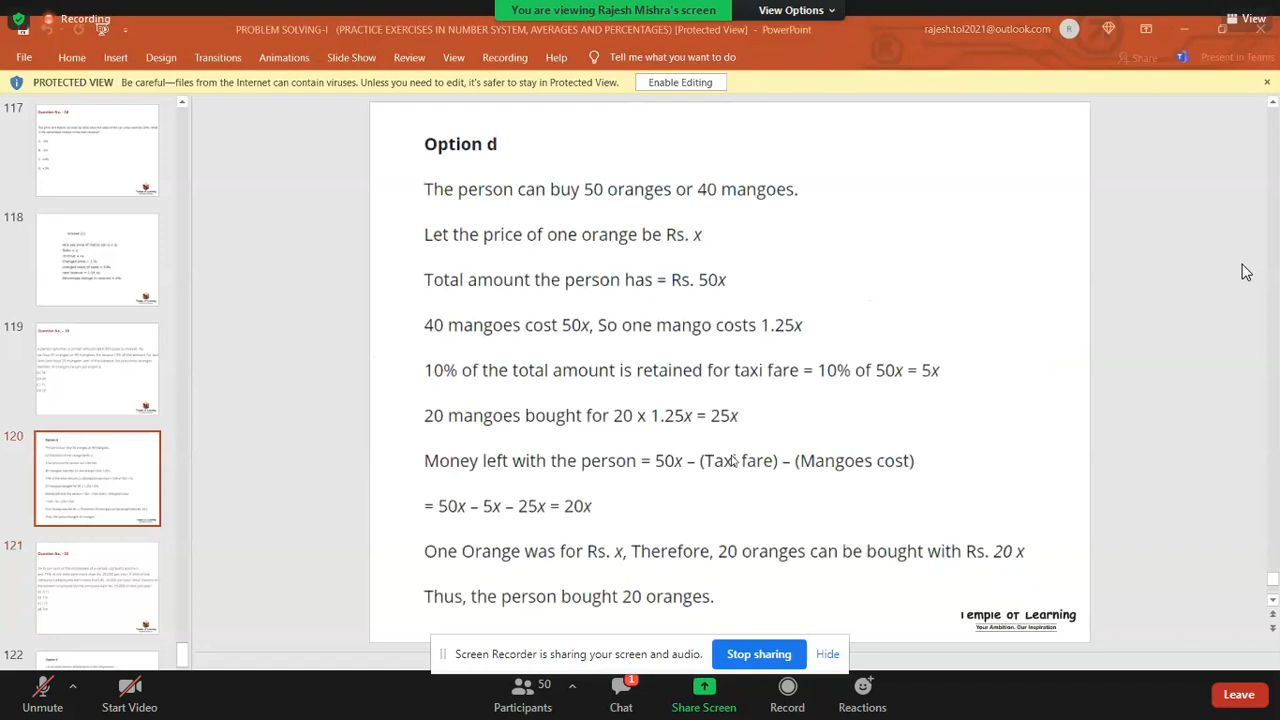 Recording
You are viewing Rajesh Mishra's screen
View Options
View
PROBLEM SOLVING-I (PRACTICE EXERCISES IN NUMBER SYSTEM, AVERAGES AND PERCENTAGES) [Protected View] - PowerPoint
rajesh.tol2021@outlook.com
R
File Home Insert Design Transitions Animations Slide Show Review View Recording Help Tell me what you want to do
Share
Present in Teams
PROTECTED VIEW Be careful—files from the Internet can contain viruses. Unless you need to edit, it's safer to stay in Protected View.
Enable Editing
117
118
119
120
121
122
Option d
The person can buy 50 oranges or 40 mangoes.
Let the price of one orange be Rs. x
Total amount the person has = Rs. 50x
40 mangoes cost 50x, So one mango costs 1.25x
10% of the total amount is retained for taxi fare = 10% of 50x = 5x
20 mangoes bought for 20 x 1.25x = 25x
Money left with the person = 50x – (Taxi fare) – (Mangoes cost)
= 50x – 5x – 25x = 20x
One Orange was for Rs. x, Therefore, 20 oranges can be bought with Rs. 20 x
Thus, the person bought 20 oranges.
Temple of Learning
Your Ambition. Our Inspiration
Screen Recorder is sharing your screen and audio.
Stop sharing
Hide
50
1
Unmute
Start Video
Participants
Chat
Share Screen
Record
Reactions
Leave